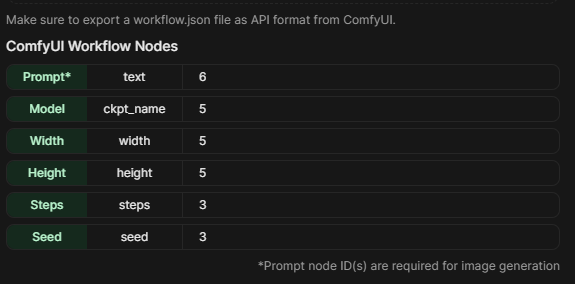 Make sure to export a workflow.json file as API format from ComfyUI.
ComfyUI Workflow Nodes
Prompt* text 6
Model ckpt_name 5
Width width 5
Height height 5
Steps steps 3
Seed seed 3
*Prompt node ID(s) are required for image generation